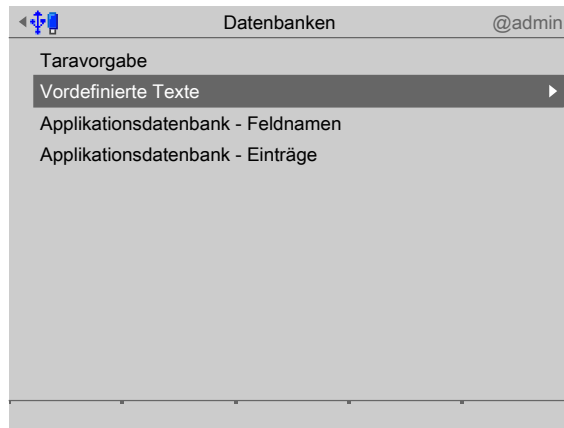 Datenbanken @admin
Taravorgabe
Vordefinierte Texte
Applikationsdatenbank - Feldnamen
Applikationsdatenbank - Einträge